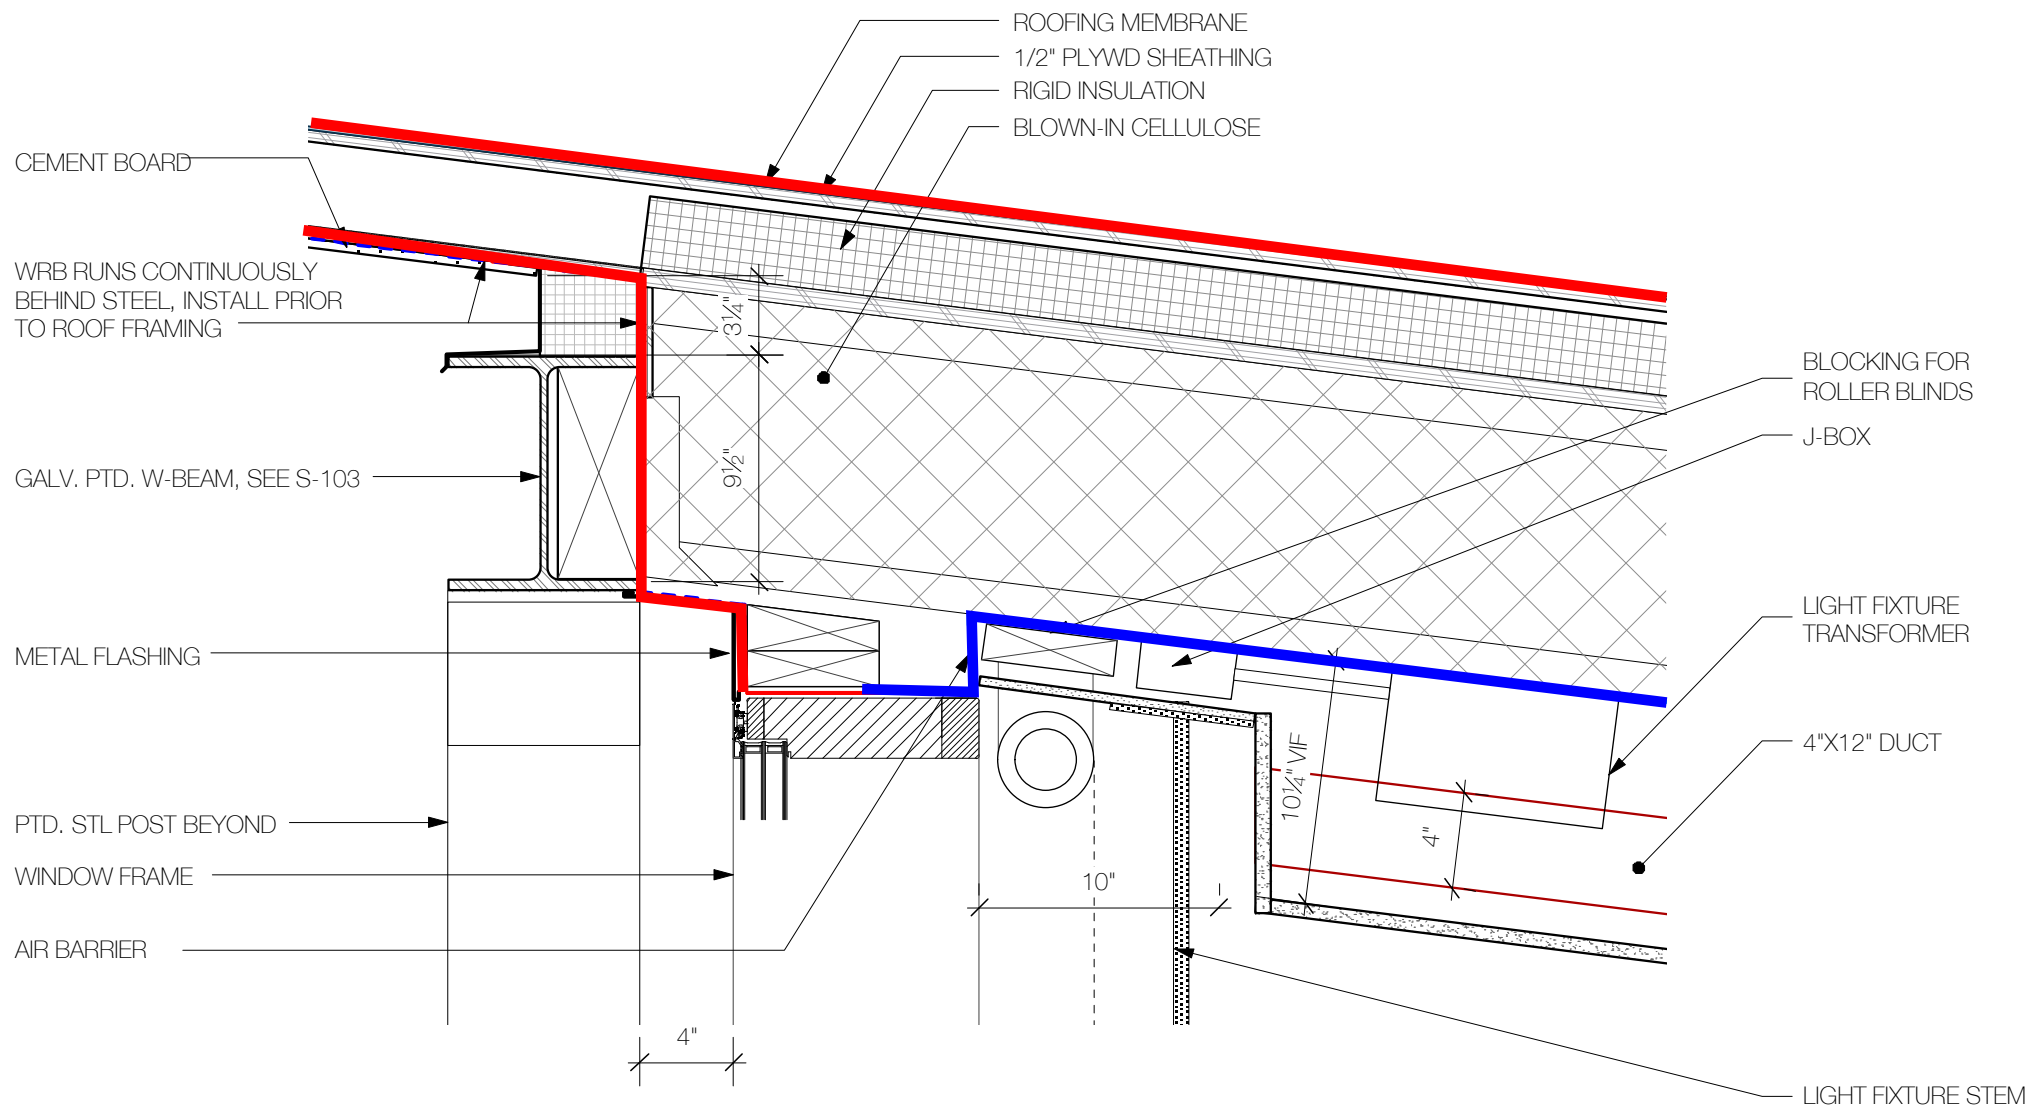 ROOFING MEMBRANE
1/2" PLYWD SHEATHING
RIGID INSULATION
BLOWN-IN CELLULOSE
CEMENT BOARD
WRB RUNS CONTINUOUSLY
BEHIND STEEL, INSTALL PRIOR
TO ROOF FRAMING
3¼"
BLOCKING FOR
ROLLER BLINDS
J-BOX
9½"
GALV. PTD. W-BEAM, SEE S-103
LIGHT FIXTURE
TRANSFORMER
METAL FLASHING
4"X12" DUCT
10¼" VIF
PTD. STL POST BEYOND
4"
WINDOW FRAME
10"
AIR BARRIER
4"
LIGHT FIXTURE STEM